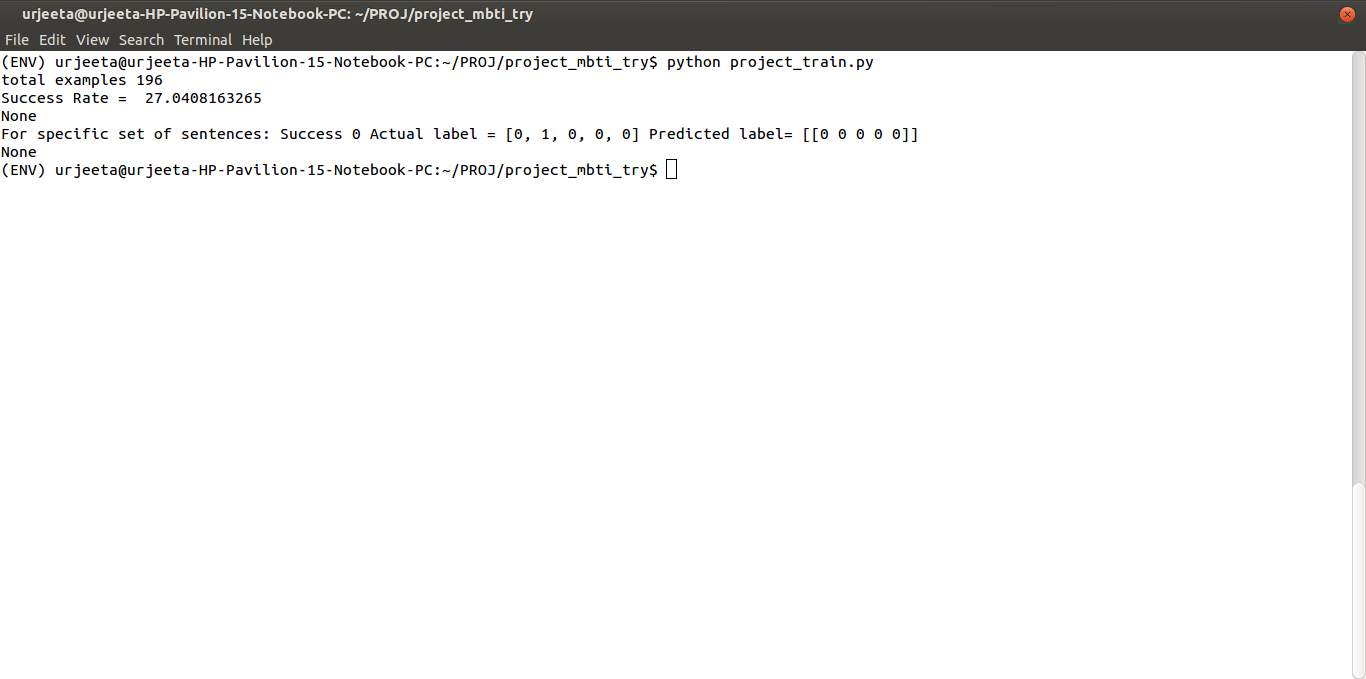 urjeeta@urjeeta-HP-Pavilion-15-Notebook-PC: ~/PROJ/project_mbti_try
File Edit View Search Terminal Help
(ENV) urjeeta@urjeeta-HP-Pavilion-15-Notebook-PC:~/PROJ/project_mbti_try$ python project_train.py
total examples 196
Success Rate =  27.0408163265
None
For specific set of sentences: Success 0 Actual label = [0, 1, 0, 0, 0] Predicted label= [[0 0 0 0 0]]
None
(ENV) urjeeta@urjeeta-HP-Pavilion-15-Notebook-PC:~/PROJ/project_mbti_try$